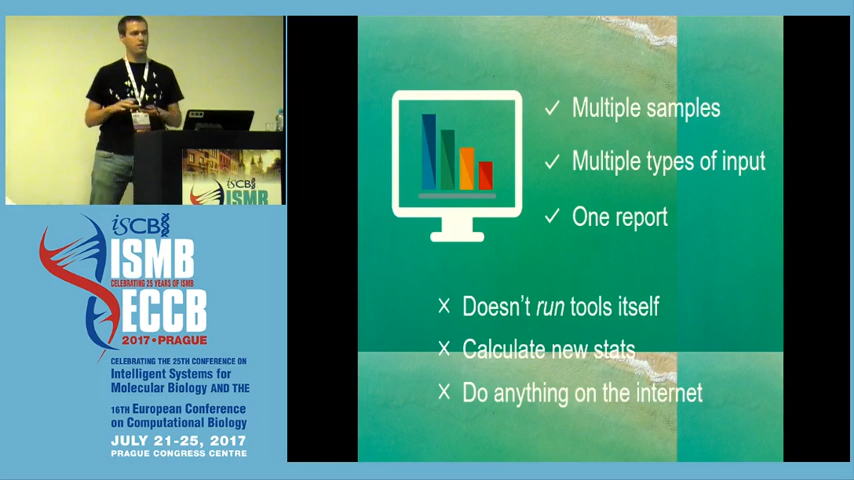 iSCB
ISMB
iSCB
ISMB
CELEBRATING 25 YEARS OF ISMB
ECCB
2017 • PRAGUE
CELEBRATING THE 25TH CONFERENCE ON
Intelligent Systems for
Molecular Biology AND THE
16TH European Conference
on Computational Biology
JULY 21-25, 2017
PRAGUE CONGRESS CENTRE
✓ Multiple samples
✓ Multiple types of input
✓ One report
X Doesn't run tools itself
X Calculate new stats
X Do anything on the internet